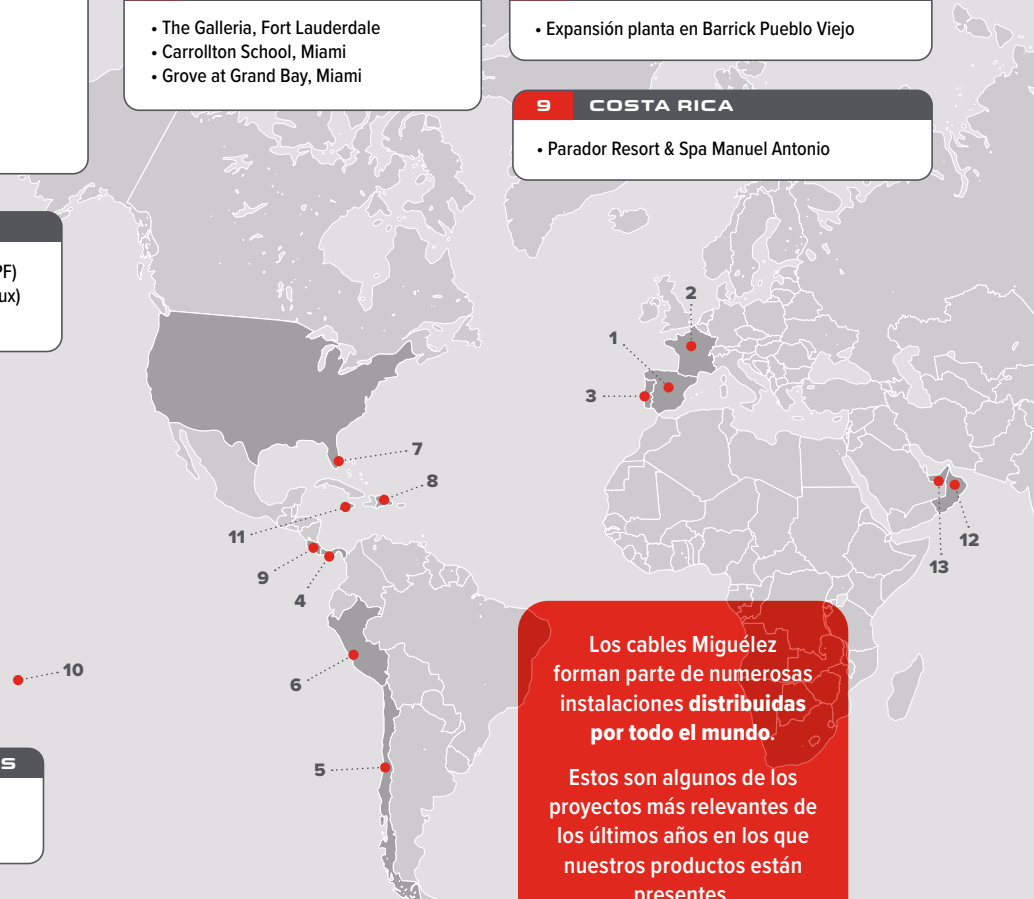 • The Galleria, Fort Lauderdale
• Carrollton School, Miami
• Grove at Grand Bay, Miami
• Expansión planta en Barrick Pueblo Viejo
9 COSTA RICA
• Parador Resort & Spa Manuel Antonio
PF)
ux)
2
1
3
7
8
11
9
4
12
13
10
6
5
S
Los cables Miguélez
forman parte de numerosas
instalaciones distribuidas
por todo el mundo.
Estos son algunos de los
proyectos más relevantes de
los últimos años en los que
nuestros productos están
presentes